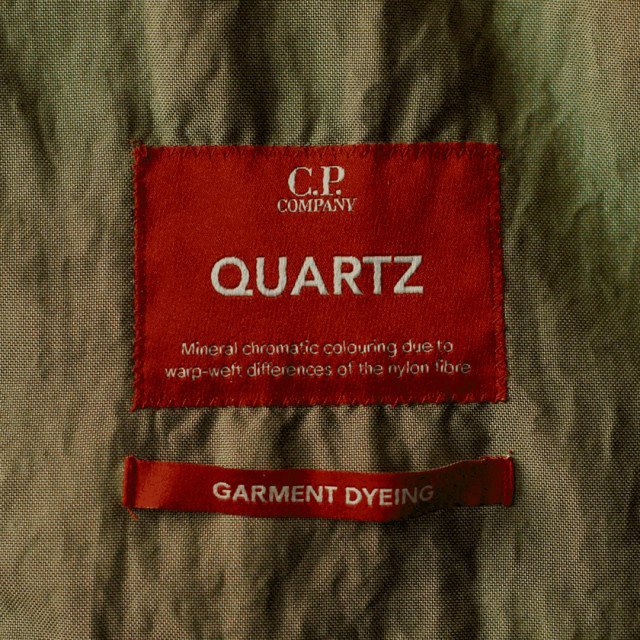 C.P.
COMPANY
QUARTZ
Mineral chromatic colouring due to
warp-weft differences of the nylon fibre
GARMENT DYEING